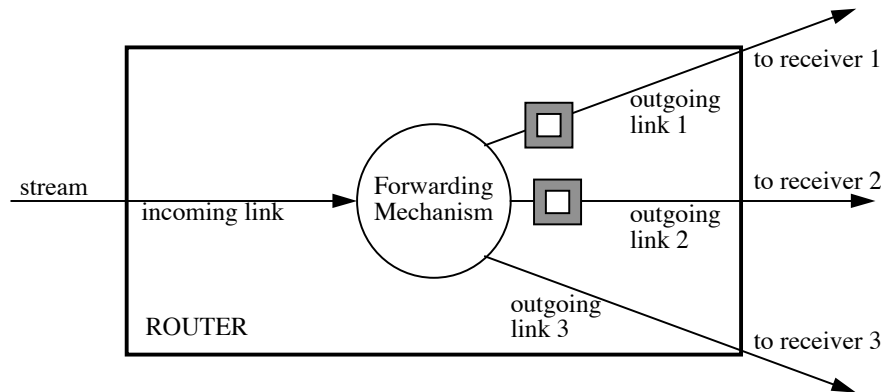 to receiver 1
outgoing
link 1
stream
incoming link
Forwarding
Mechanism
to receiver 2
outgoing
link 2
outgoing
link 3
ROUTER
to receiver 3